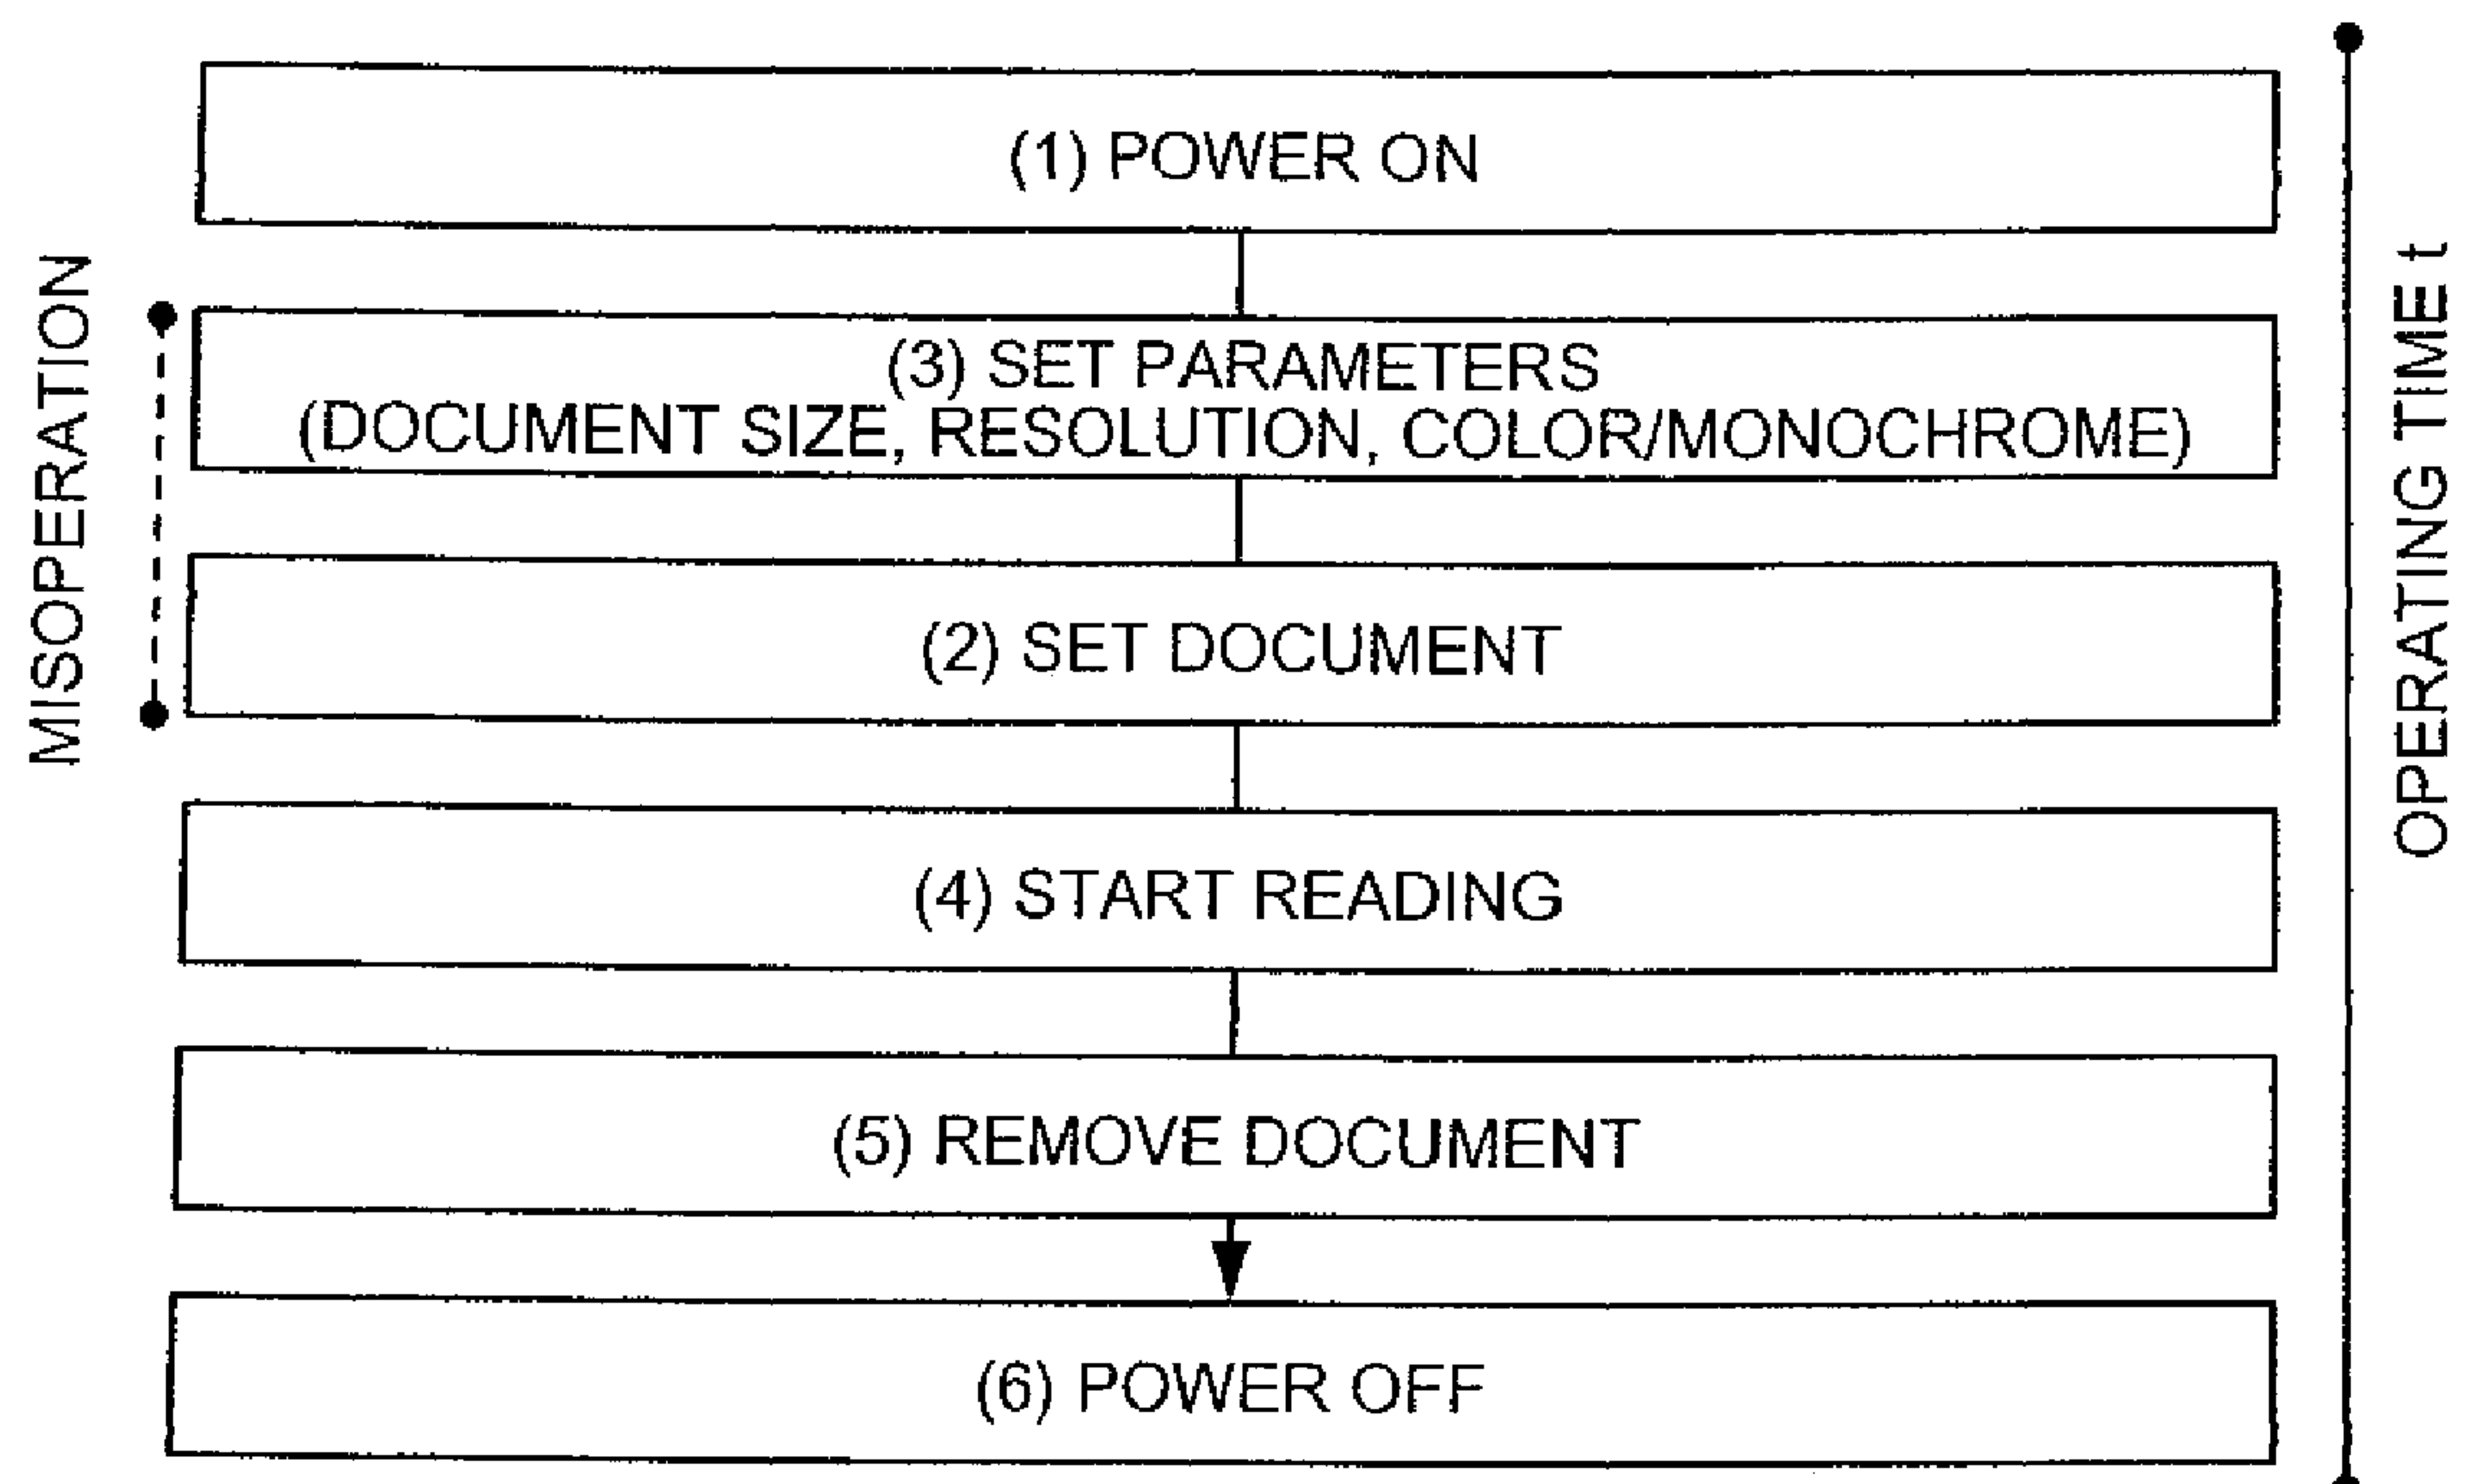 (1) POWER ON
MISOPERATION
(3) SET PARAMETERS
(DOCUMENT SIZE, RESOLUTION, COLOR/MONOCHROME)
(2) SET DOCUMENT
OPERATING TIME t
(4) START READING
(5) REMOVE DOCUMENT
(6) POWER OFF